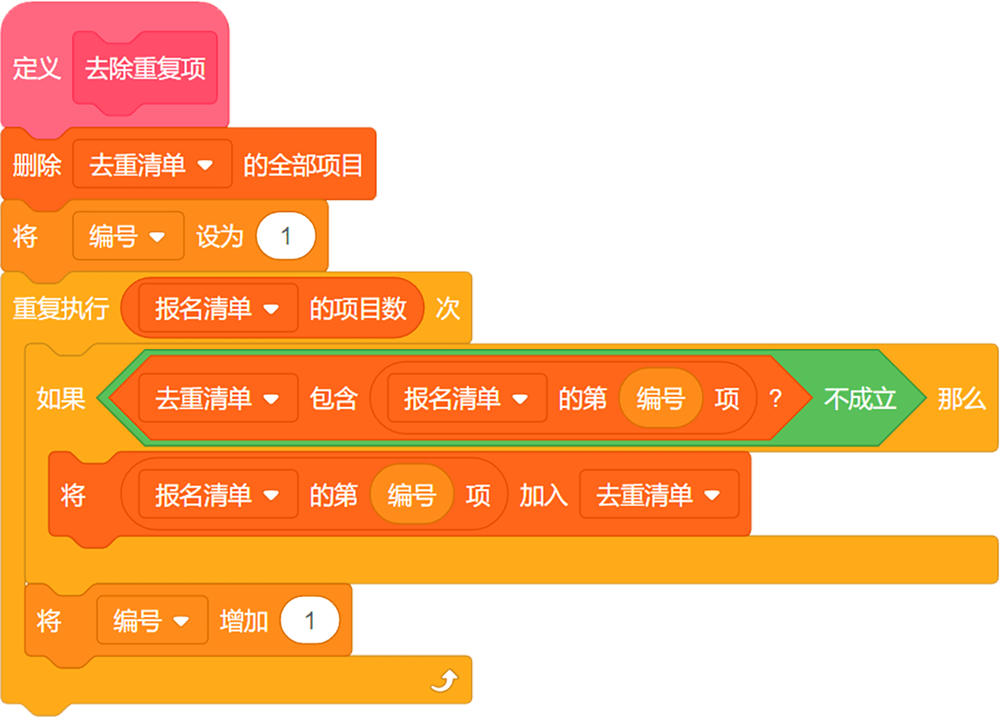 定义 去除重复项
删除 去重清单 的全部项目
将 编号 设为 1
重复执行 报名清单 的项目数 次
如果 去重清单 包含 报名清单 的第 编号 项 ? 不成立 那么
将 报名清单 的第 编号 项 加入 去重清单
将 编号 增加 1